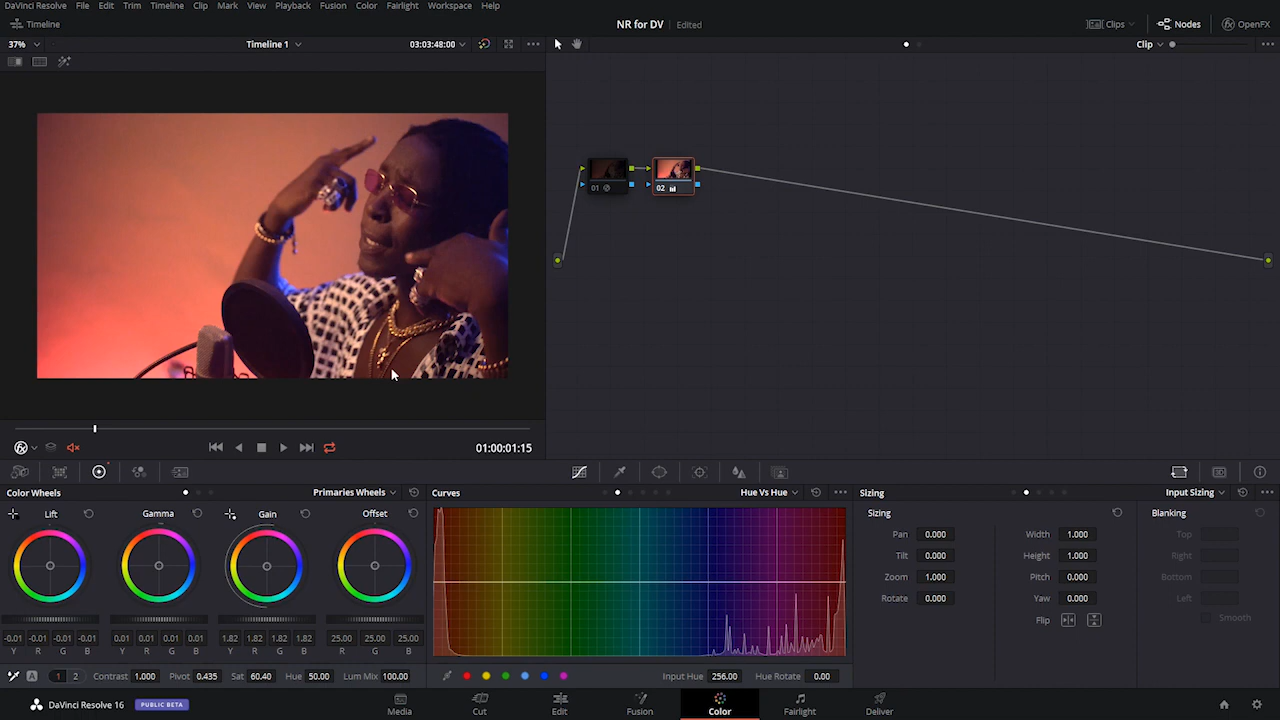 DaVinci Resolve File Edit Trim Timeline Clip Mark View Playback Fusion Color Fairlight Workspace Help
Timeline NR for DV Edited Clips Nodes OpenFX
37% Timeline 1 03:03:48:00 Clip
01 02
01:00:01:15
Color Wheels Primaries Wheels Curves Hue Vs Hue Sizing Input Sizing
Lift Gamma Gain Offset Sizing Blanking
Pan 0.000 Width 1.000 Top
Tilt 0.000 Height 1.000 Right
Zoom 1.000 Pitch 0.000 Bottom
Rotate 0.000 Yaw 0.000 Left
Flip Smooth
-0.01 -0.01 -0.01 -0.01 0.01 0.01 0.01 0.01 1.82 1.82 1.82 1.82 25.00 25.00 25.00
Y R G B Y R G B Y R G B R G B
A 1 2 Contrast 1.000 Pivot 0.435 Sat 60.40 Hue 50.00 Lum Mix 100.00 Input Hue 256.00 Hue Rotate 0.00
DaVinci Resolve 16 PUBLIC BETA Media Cut Edit Fusion Color Fairlight Deliver